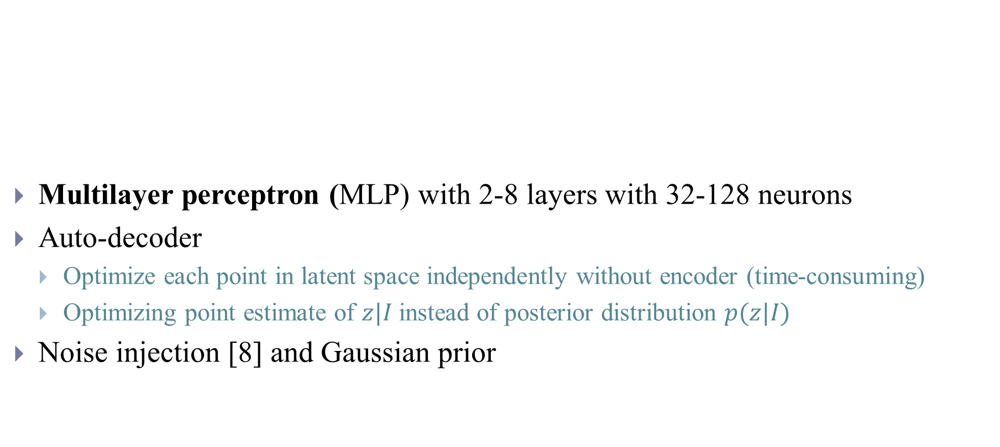 Multilayer perceptron (MLP) with 2-8 layers with 32-128 neurons
Auto-decoder
Optimize each point in latent space independently without encoder (time-consuming)
Optimizing point estimate of z|I instead of posterior distribution p(z|I)
Noise injection [8] and Gaussian prior